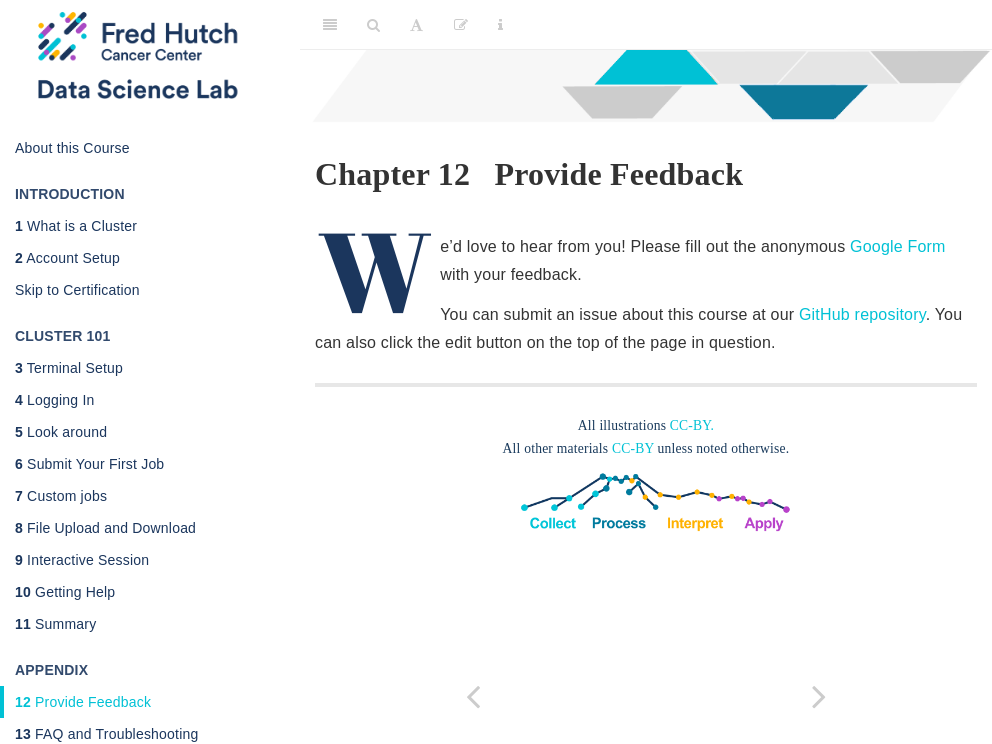 Fred Hutch
Cancer Center
Data Science Lab
About this Course
INTRODUCTION
1 What is a Cluster
2 Account Setup
Skip to Certification
CLUSTER 101
3 Terminal Setup
4 Logging In
5 Look around
6 Submit Your First Job
7 Custom jobs
8 File Upload and Download
9 Interactive Session
10 Getting Help
11 Summary
APPENDIX
12 Provide Feedback
13 FAQ and Troubleshooting
A
Chapter 12 Provide Feedback
We’d love to hear from you! Please fill out the anonymous Google Form
with your feedback.
You can submit an issue about this course at our GitHub repository. You
can also click the edit button on the top of the page in question.
All illustrations CC-BY.
All other materials CC-BY unless noted otherwise.
Collect Process Interpret Apply